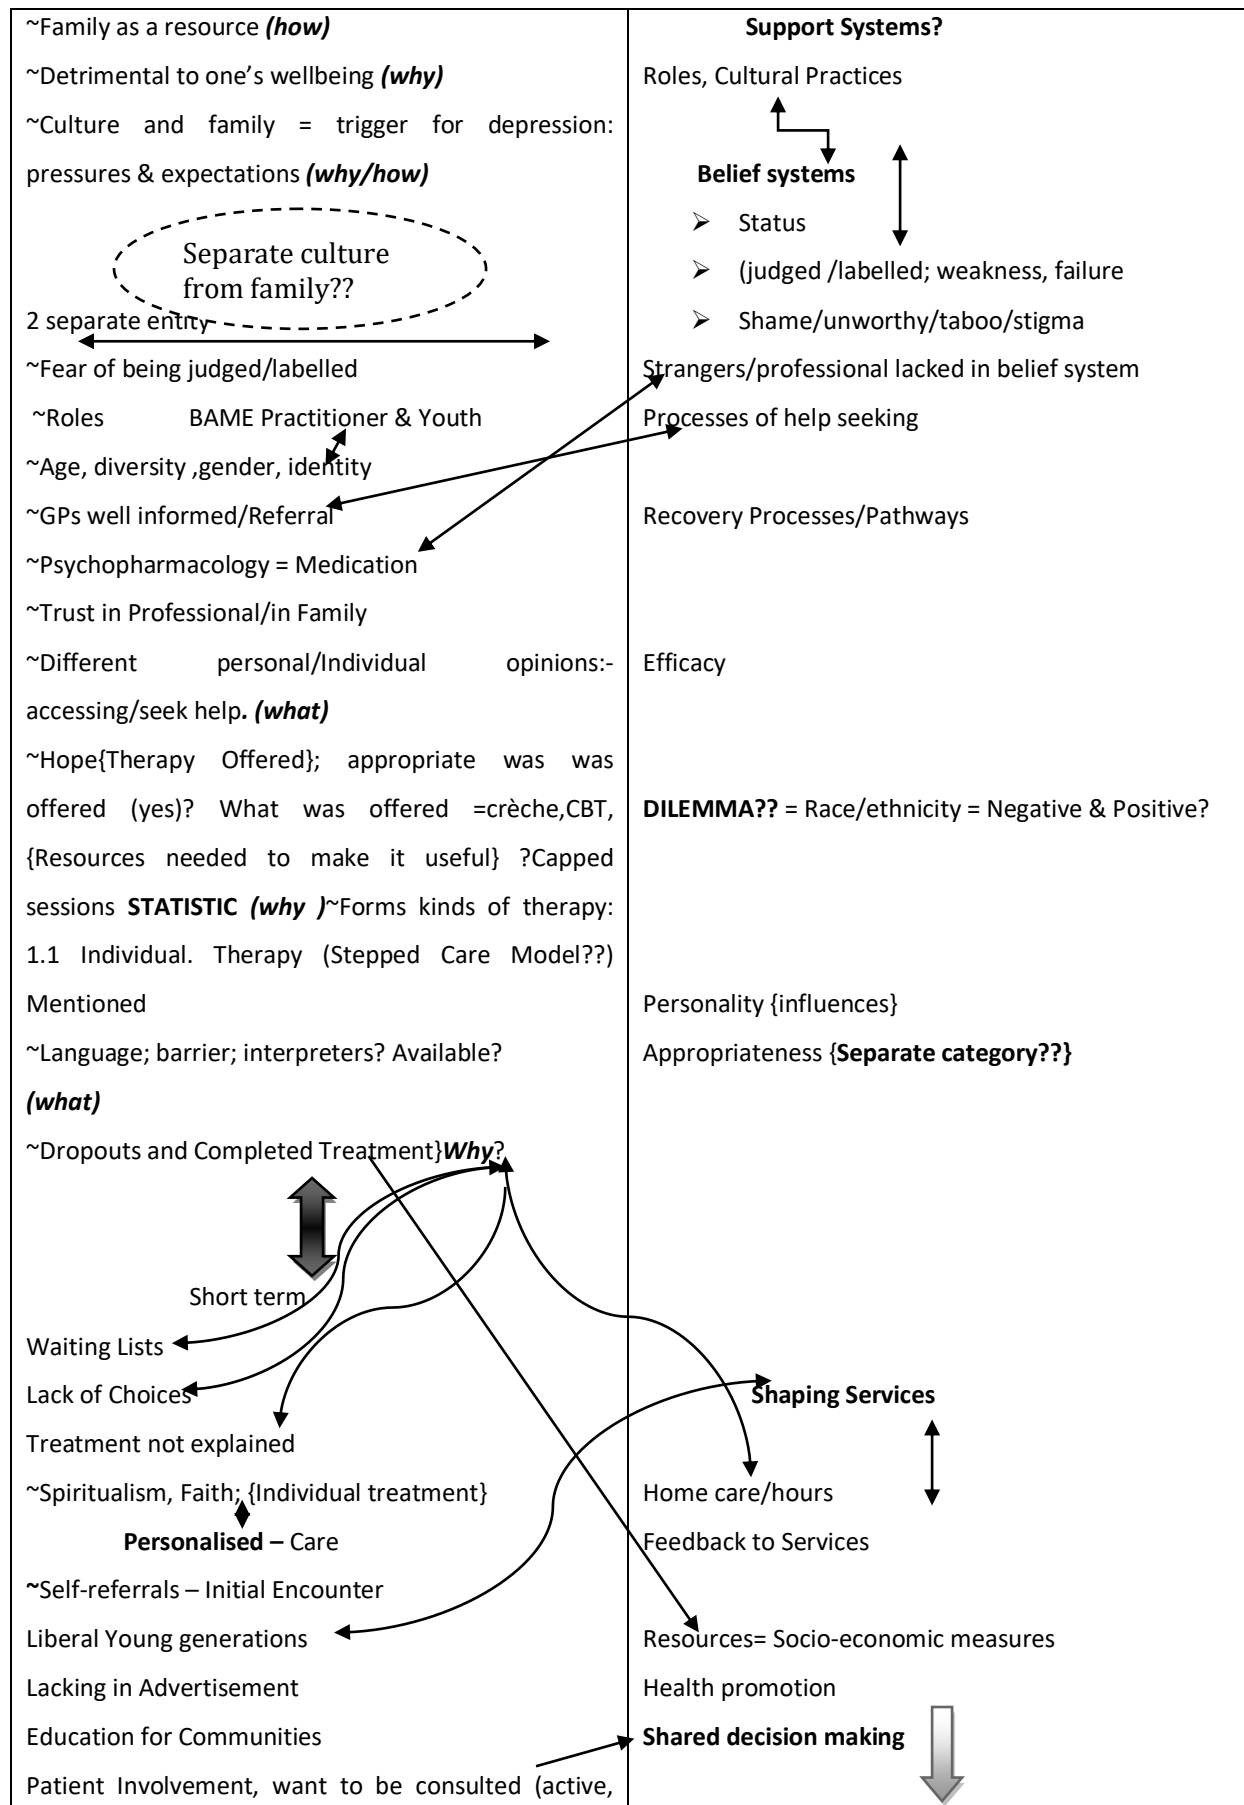 ~Family as a resource (how)
~Detrimental to one’s wellbeing (why)
~Culture and family = trigger for depression:
pressures & expectations (why/how)
Separate culture
from family??
2 separate entity
~Fear of being judged/labelled
~Roles BAME Practitioner & Youth
~Age, diversity ,gender, identity
~GPs well informed/Referral
~Psychopharmacology = Medication
~Trust in Professional/in Family
~Different personal/Individual opinions:-
accessing/seek help. (what)
~Hope{Therapy Offered}; appropriate was was
offered (yes)? What was offered =crèche,CBT,
{Resources needed to make it useful} ?Capped
sessions STATISTIC (why )~Forms kinds of therapy:
1.1 Individual. Therapy (Stepped Care Model??)
Mentioned
~Language; barrier; interpreters? Available?
(what)
~Dropouts and Completed Treatment}Why?
Short term
Waiting Lists
Lack of Choices
Treatment not explained
~Spiritualism, Faith; {Individual treatment}
Personalised – Care
~Self-referrals – Initial Encounter
Liberal Young generations
Lacking in Advertisement
Education for Communities
Patient Involvement, want to be consulted (active,
Support Systems?
Roles, Cultural Practices
Belief systems
➢ Status
➢ (judged /labelled; weakness, failure
➢ Shame/unworthy/taboo/stigma
Strangers/professional lacked in belief system
Processes of help seeking
Recovery Processes/Pathways
Efficacy
DILEMMA?? = Race/ethnicity = Negative & Positive?
Personality {influences}
Appropriateness {Separate category??}
Shaping Services
Home care/hours
Feedback to Services
Resources= Socio-economic measures
Health promotion
Shared decision making